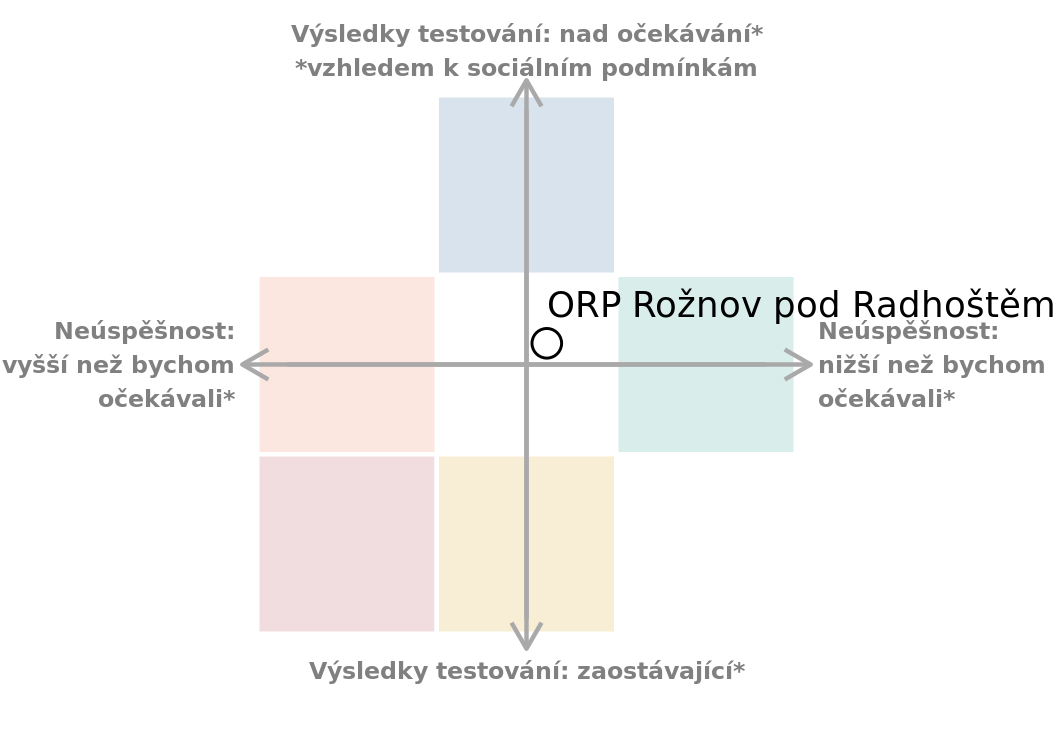 Výsledky testování: nad očekávání*
*vzhledem k sociálním podmínkám
ORP Rožnov pod Radhoštěm
Neúspěšnost:
vyšší než bychom
očekávali*
Neúspěšnost:
nižší než bychom
očekávali*
Výsledky testování: zaostávající*